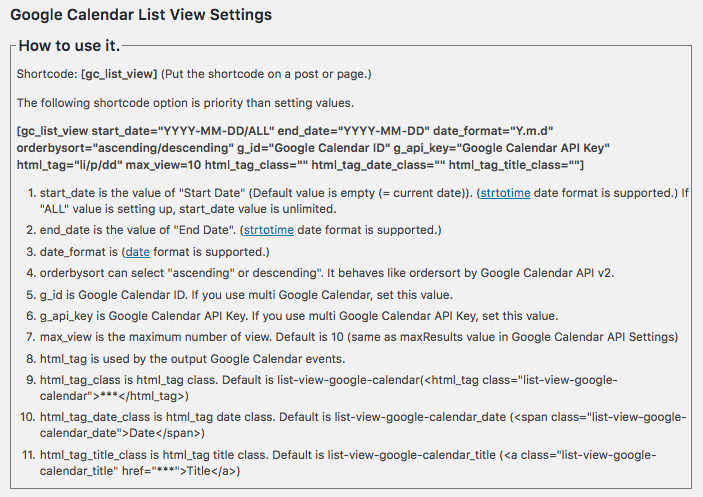 Google Calendar List View Settings
How to use it.
Shortcode: [gc_list_view] (Put the shortcode on a post or page.)
The following shortcode option is priority than setting values.
[gc_list_view start_date="YYYY-MM-DD/ALL" end_date="YYYY-MM-DD" date_format="Y.m.d"
orderbysort="ascending/descending" g_id="Google Calendar ID" g_api_key="Google Calendar API Key"
html_tag="li/p/dd" max_view=10 html_tag_class="" html_tag_date_class="" html_tag_title_class=""]
1. start_date is the value of "Start Date" (Default value is empty (= current date)). (strtotime date format is supported.) If
"ALL" value is setting up, start_date value is unlimited.
2. end_date is the value of "End Date". (strtotime date format is supported.)
3. date_format is (date format is supported.)
4. orderbysort can select "ascending" or descending". It behaves like ordersort by Google Calendar API v2.
5. g_id is Google Calendar ID. If you use multi Google Calendar, set this value.
6. g_api_key is Google Calendar API Key. If you use multi Google Calendar API Key, set this value.
7. max_view is the maximum number of view. Default is 10 (same as maxResults value in Google Calendar API Settings)
8. html_tag is used by the output Google Calendar events.
9. html_tag_class is html_tag class. Default is list-view-google-calendar(<html_tag class="list-view-google-
calendar">***</html_tag>)
10. html_tag_date_class is html_tag date class. Default is list-view-google-calendar_date (<span class="list-view-google-
calendar_date">Date</span>)
11. html_tag_title_class is html_tag title class. Default is list-view-google-calendar_title (<a class="list-view-google-
calendar_title" href="***">Title</a>)